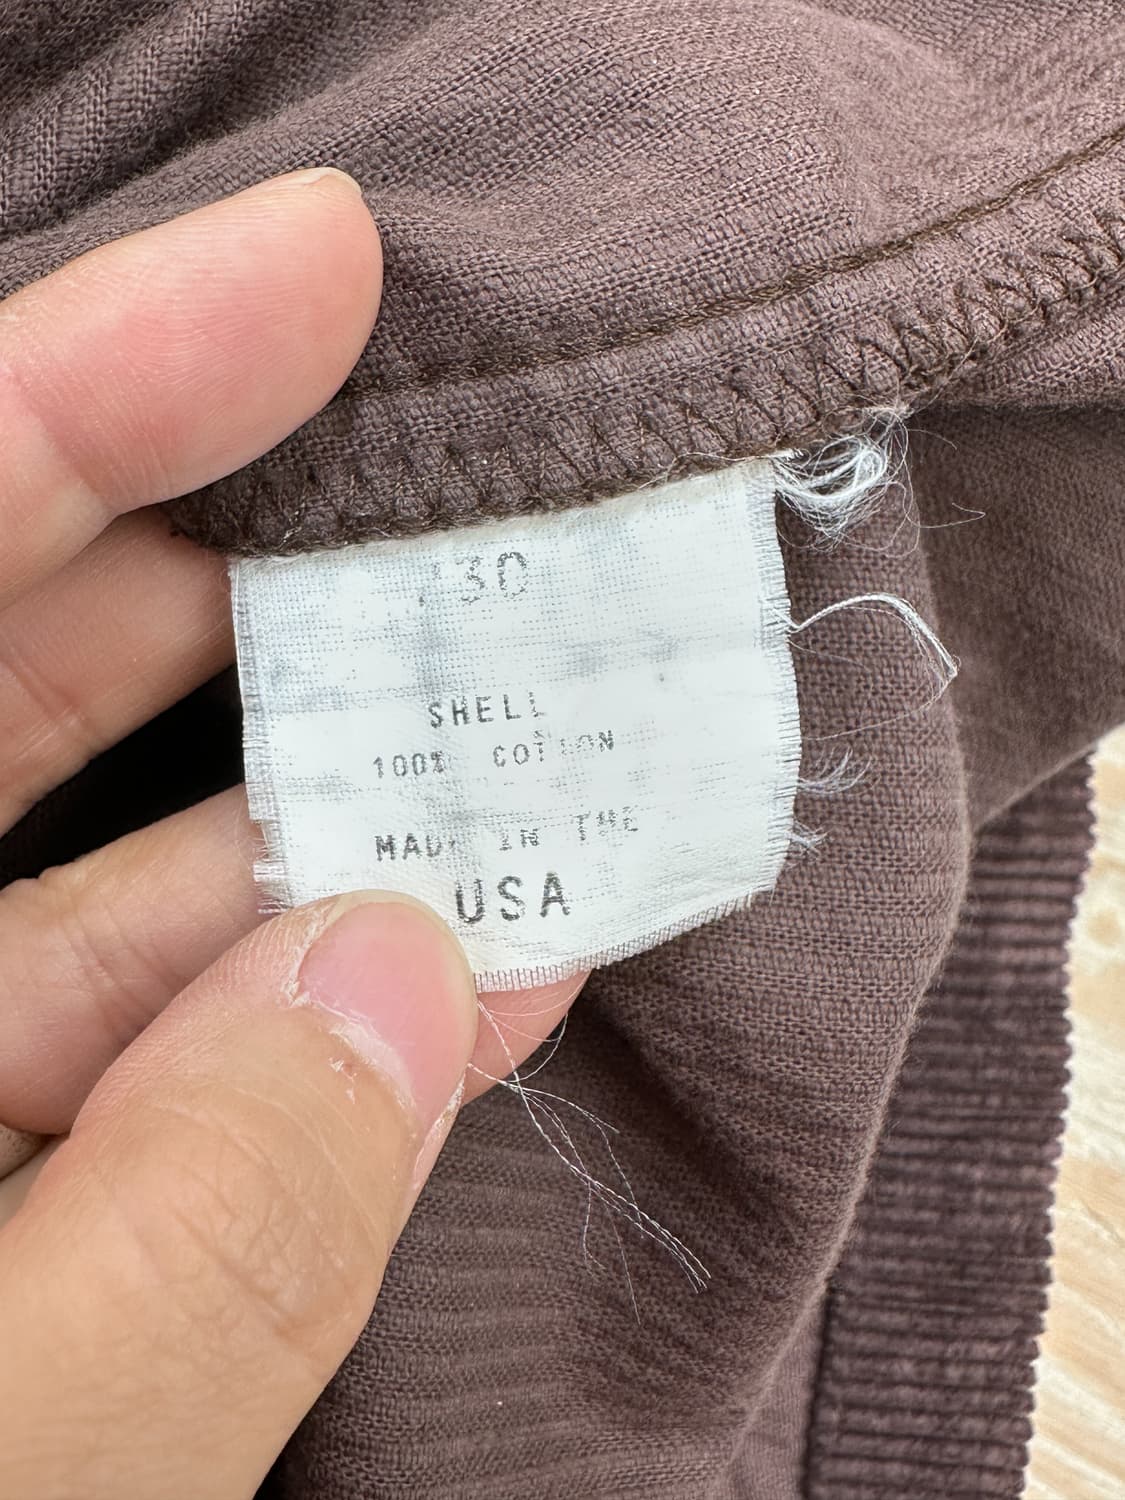 30
SHELL
100% COTTON
MADE IN THE
USA